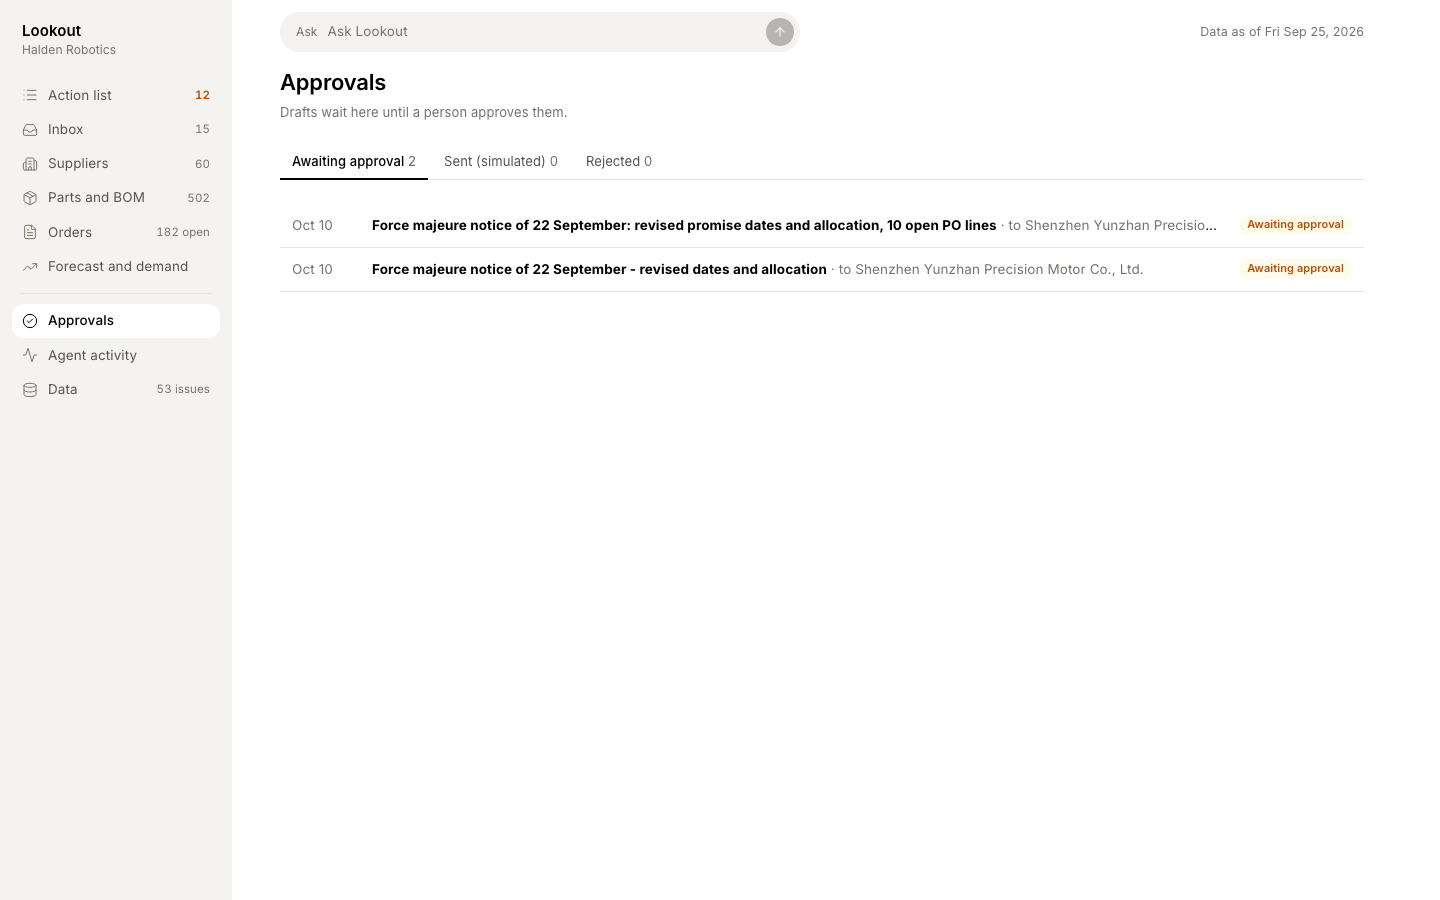 Lookout
Halden Robotics
Action list 12
Inbox 15
Suppliers 60
Parts and BOM 502
Orders 182 open
Forecast and demand
Approvals
Agent activity
Data 53 issues
Ask Ask Lookout
Data as of Fri Sep 25, 2026
Approvals
Drafts wait here until a person approves them.
Awaiting approval 2 Sent (simulated) 0 Rejected 0
Oct 10 Force majeure notice of 22 September: revised promise dates and allocation, 10 open PO lines · to Shenzhen Yunzhan Precisio... Awaiting approval
Oct 10 Force majeure notice of 22 September - revised dates and allocation · to Shenzhen Yunzhan Precision Motor Co., Ltd. Awaiting approval